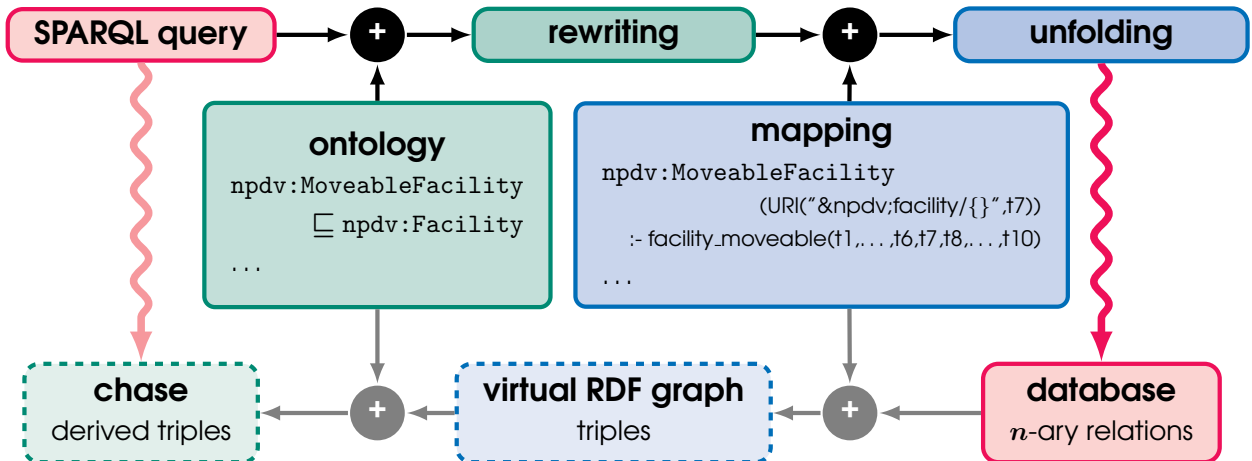 SPARQL query
+
rewriting
+
unfolding
ontology
npdv:MoveableFacility
⊑ npdv:Facility
...
mapping
npdv:MoveableFacility
(URI("&npdv;facility/{}",t7))
:- facility_moveable(t1,...,t6,t7,t8,...,t10)
...
chase
derived triples
+
virtual RDF graph
triples
+
database
n-ary relations